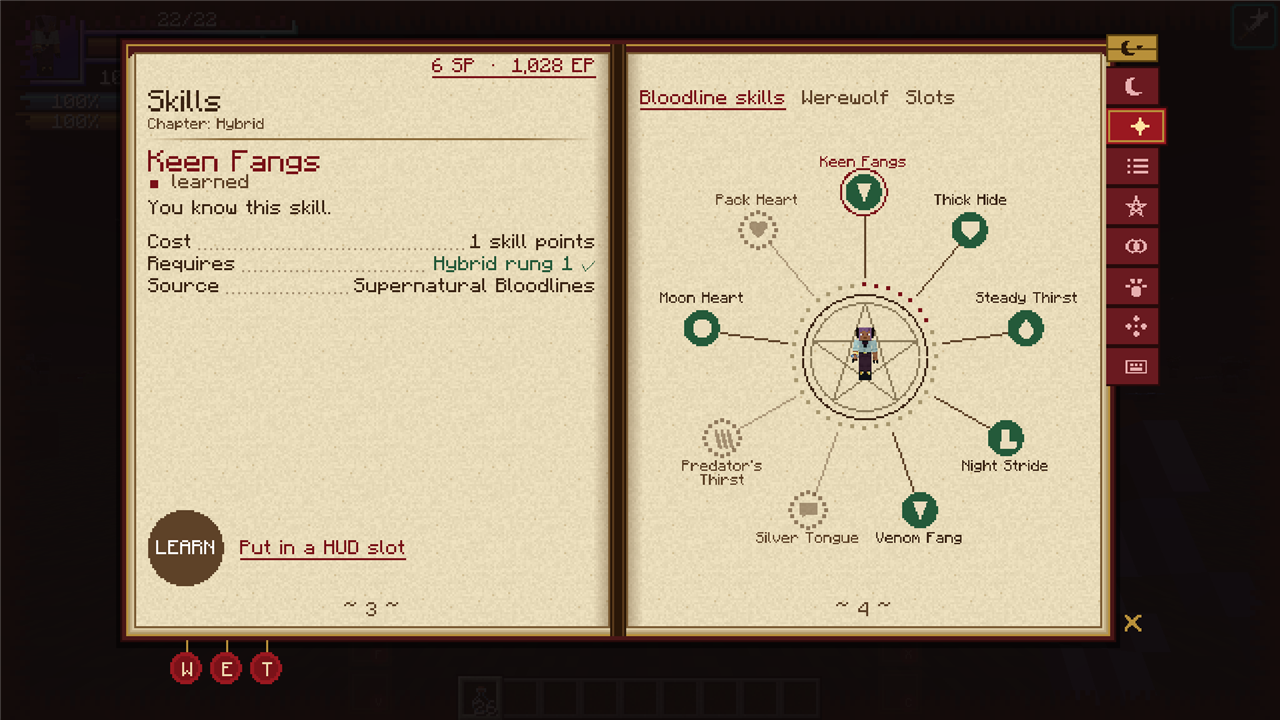 22/22
6 SP · 1,028 EP
Skills
Chapter: Hybrid
Keen Fangs
learned
You know this skill.
Cost 1 skill points
Requires Hybrid rung 1 ✓
Source Supernatural Bloodlines
LEARN
Put in a HUD slot
~ 3 ~
Bloodline skills Werewolf Slots
Keen Fangs
Pack Heart
Thick Hide
Moon Heart
Steady Thirst
Predator's
Thirst
Night Stride
Silver Tongue
Venom Fang
~ 4 ~
W E T
100%
100%
26